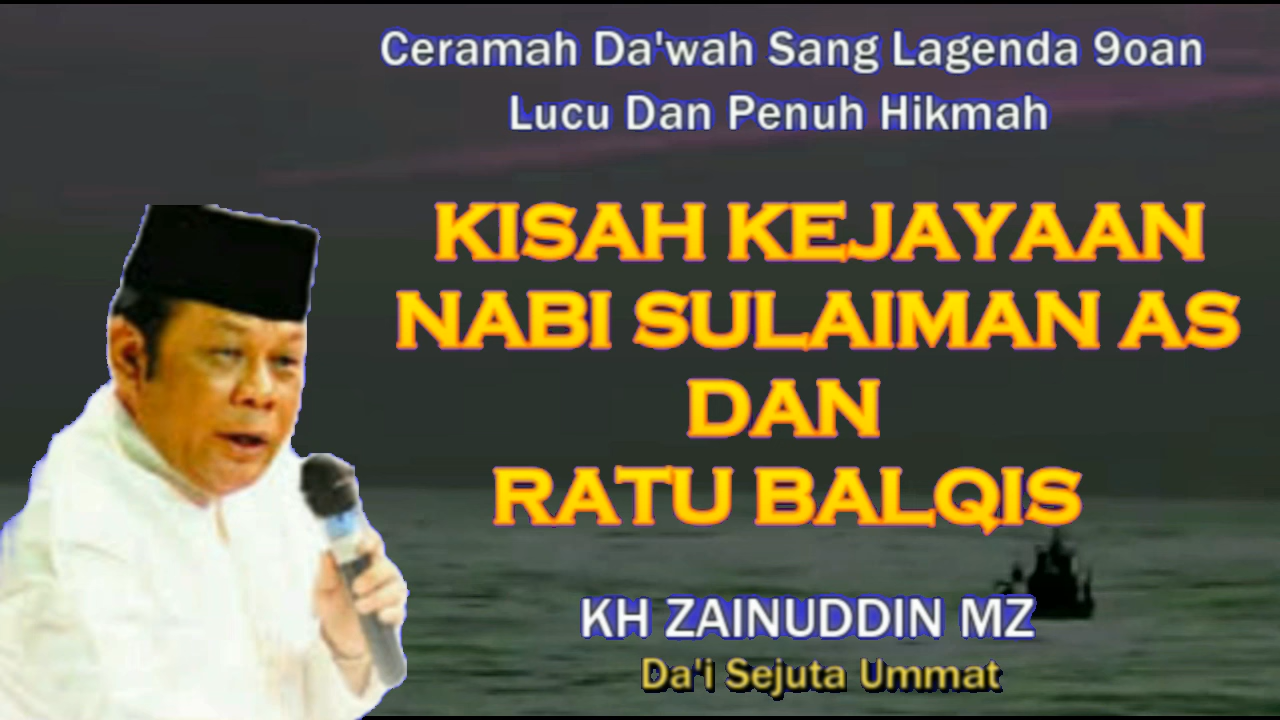 Ceramah Da'wah Sang Lagenda 9oan
Lucu Dan Penuh Hikmah
KISAH KEJAYAAN
NABI SULAIMAN AS
DAN
RATU BALQIS
KH ZAINUDDIN MZ
Da'i Sejuta Ummat